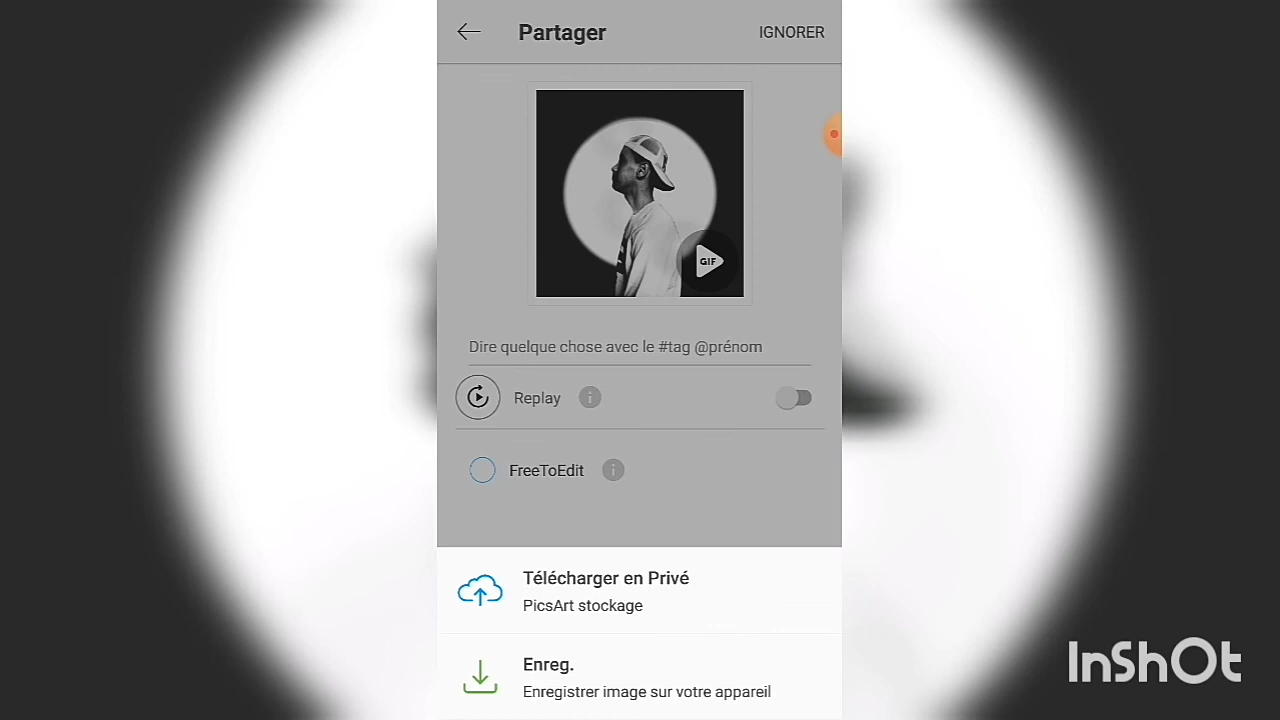 Partager
IGNORER
GIF
Dire quelque chose avec le #tag @prénom
Replay
FreeToEdit
Télécharger en Privé
PicsArt stockage
Enreg.
Enregistrer image sur votre appareil
InShOt